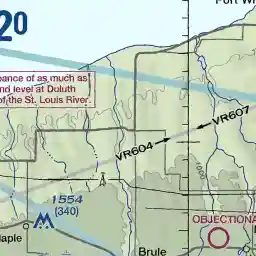 20
ance of as much as
nd level at Duluth
of the St. Louis River.
VR607
VR604
1000
1554
(340)
OBJECTIONA
aple
Brule